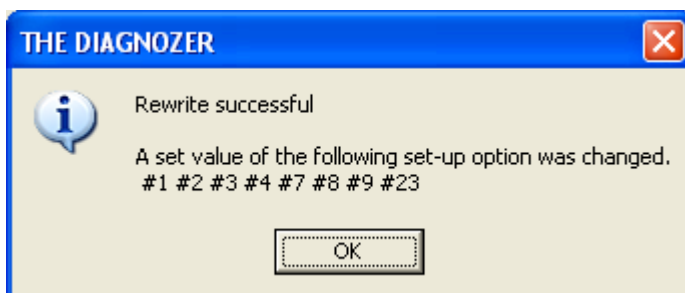 THE DIAGNOZER
Rewrite successful
A set value of the following set-up option was changed.
#1 #2 #3 #4 #7 #8 #9 #23
OK